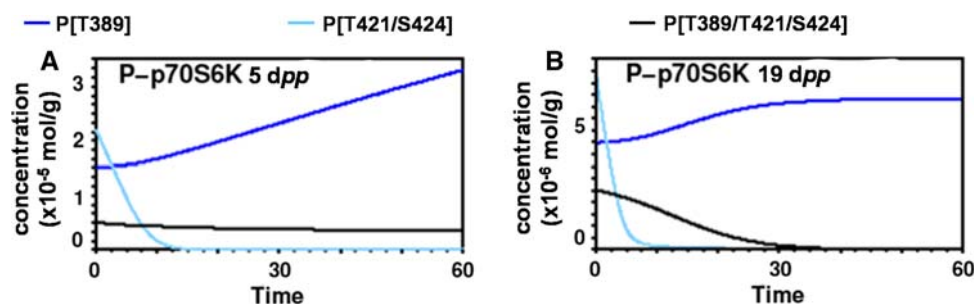 P[T389] P[T421/S424] P[T389/T421/S424]
A P–p70S6K 5 dpp
concentration
(x10-5 mol/g)
3
2
1
0
0 30 60
Time
B P–p70S6K 19 dpp
concentration
(x10-6 mol/g)
5
0
0 30 60
Time